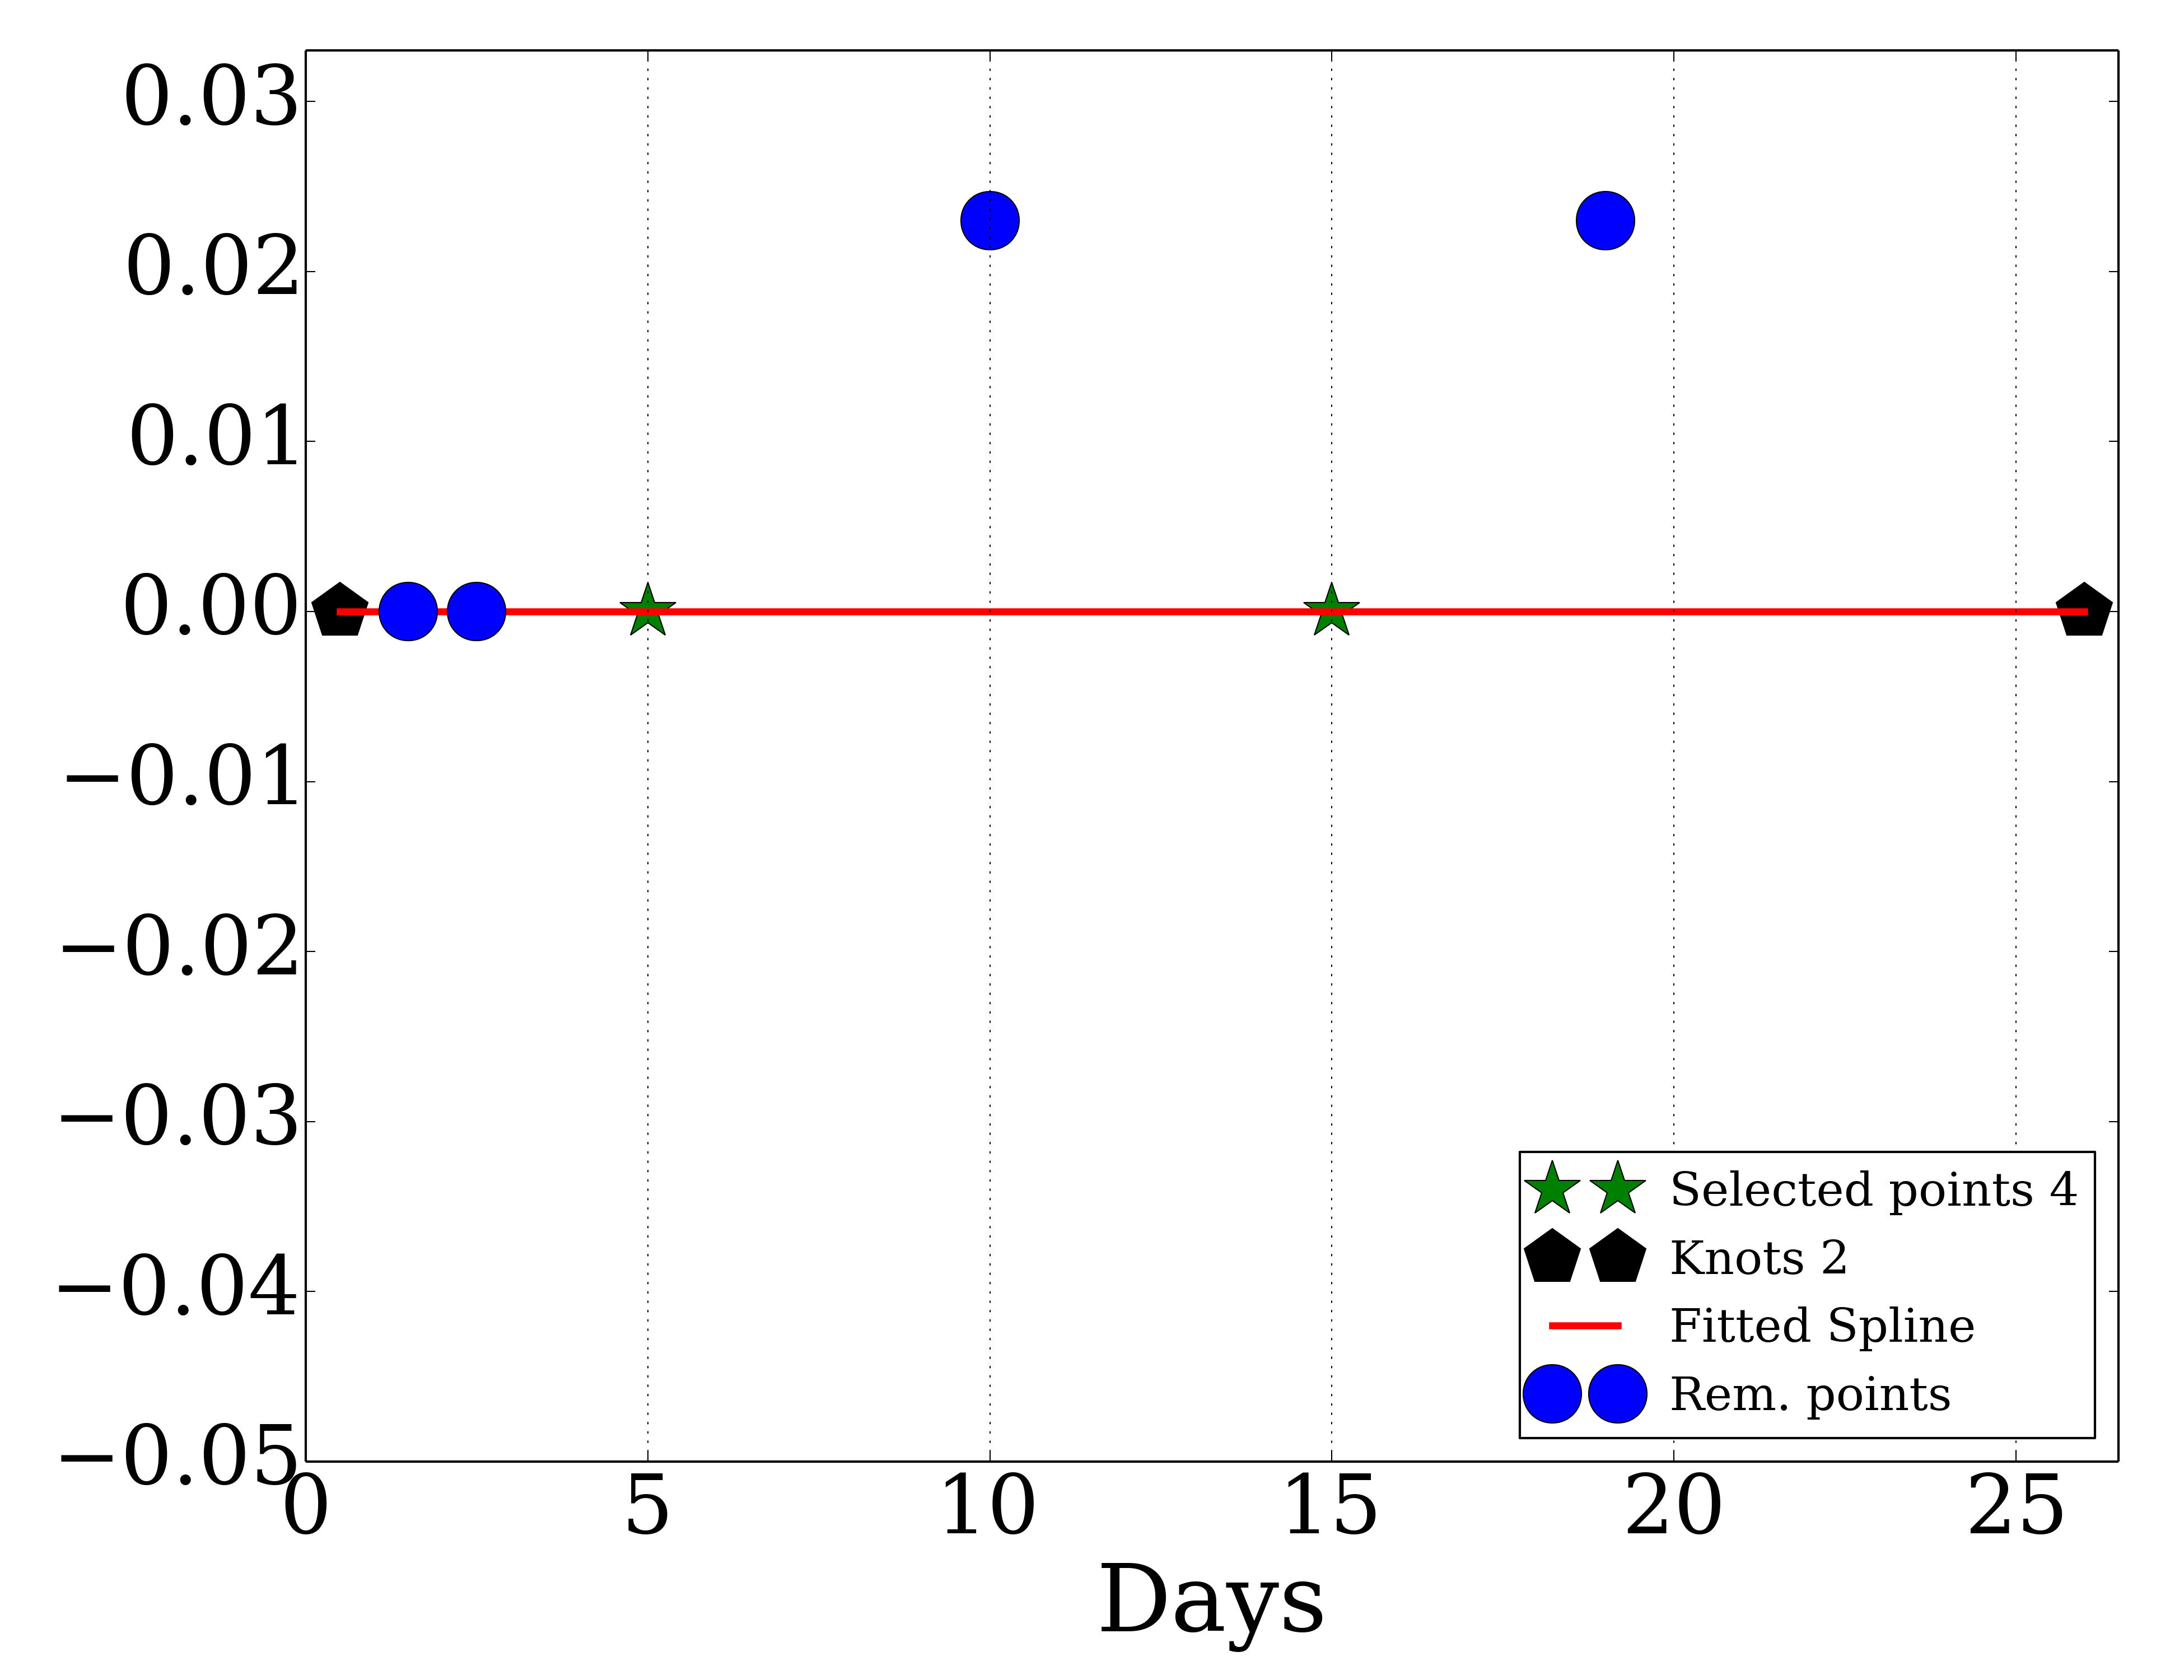 0.03
0.02
0.01
0.00
−0.01
−0.02
−0.03
−0.04
−0.05
0 5 10 15 20 25
Days
Selected points 4
Knots 2
Fitted Spline
Rem. points